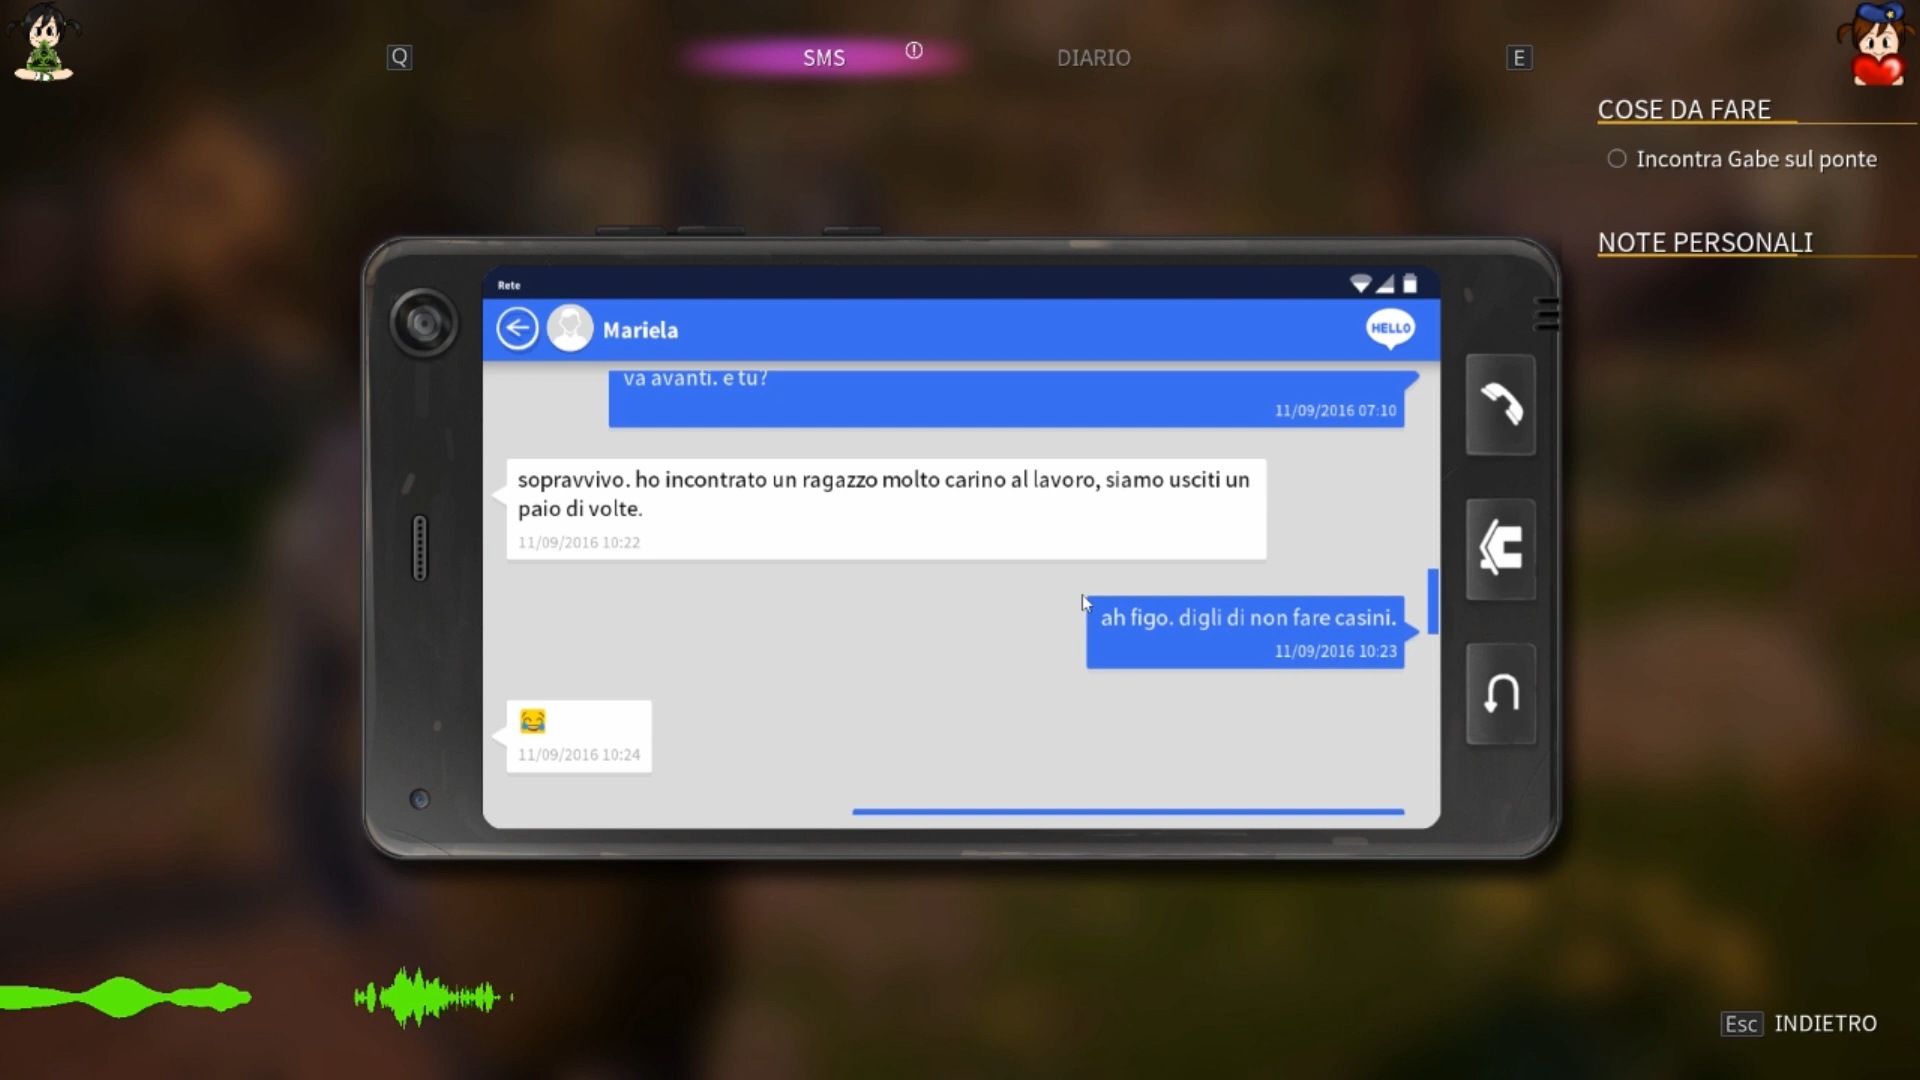 Q
SMS
DIARIO
E
COSE DA FARE
Incontra Gabe sul ponte
NOTE PERSONALI
Rete
Mariela
HELLO
va avanti. e tu?
11/09/2016 07:10
sopravvivo. ho incontrato un ragazzo molto carino al lavoro, siamo usciti un
paio di volte.
11/09/2016 10:22
ah figo. digli di non fare casini.
11/09/2016 10:23
11/09/2016 10:24
Esc INDIETRO